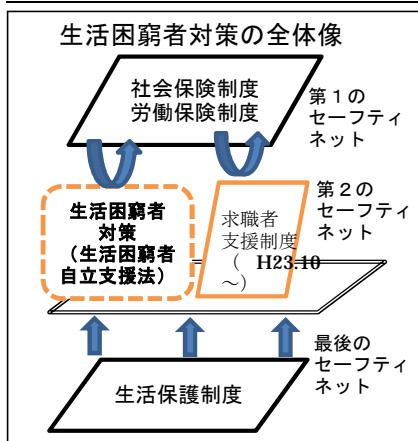 生活困窮者対策の全体像
社会保険制度
労働保険制度
第１の
セーフティ
ネット
生活困窮者
対策
（生活困窮者
自立支援法）
求職者
支援制度
（　H23.10
～）
第２の
セーフティ
ネット
生活保護制度
最後の
セーフティ
ネット